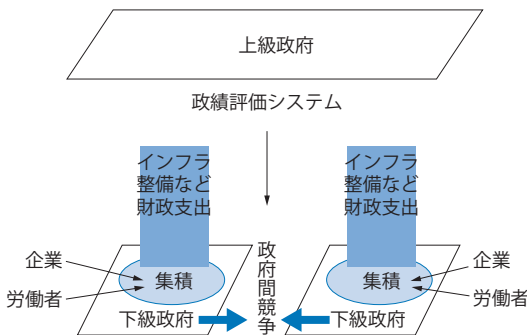 上級政府
政績評価システム
インフラ
整備など
財政支出
インフラ
整備など
財政支出
政府間競争
企業
労働者
集積
下級政府
集積
企業
労働者
下級政府